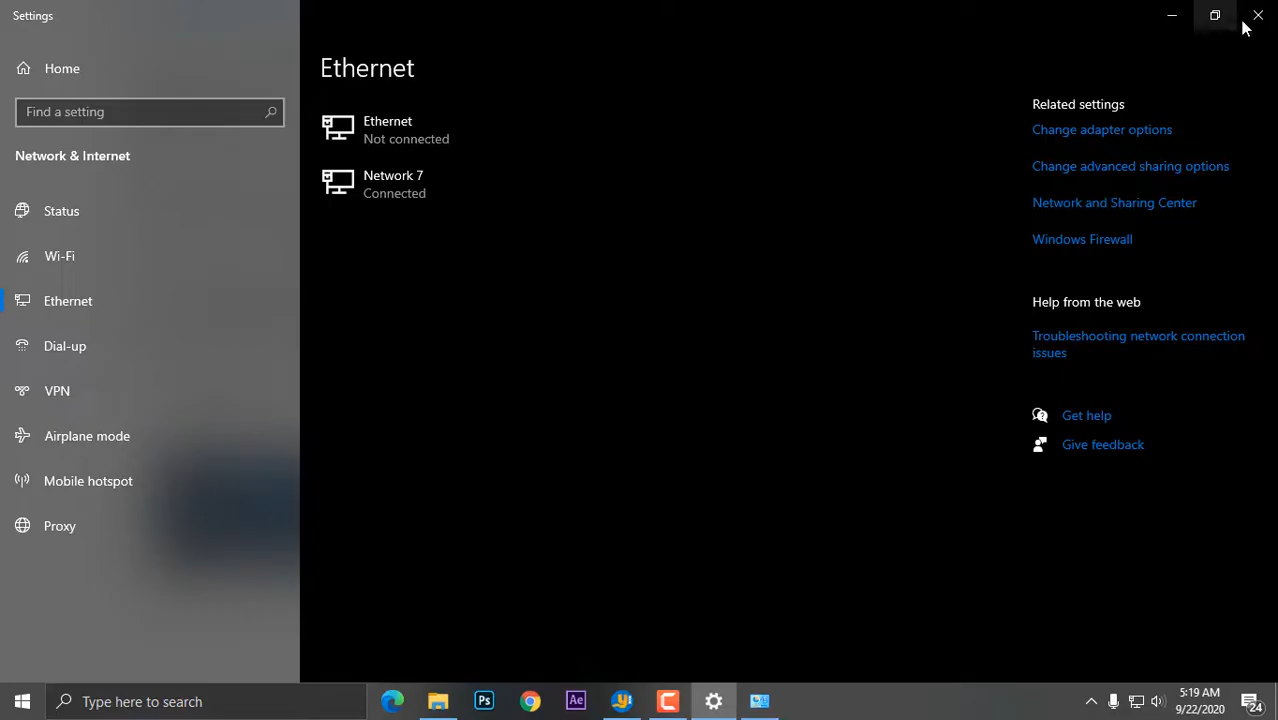 Settings
Home
Find a setting
Network & Internet
Status
Wi-Fi
Ethernet
Dial-up
VPN
Airplane mode
Mobile hotspot
Proxy
Ethernet
Ethernet
Not connected
Network 7
Connected
Related settings
Change adapter options
Change advanced sharing options
Network and Sharing Center
Windows Firewall
Help from the web
Troubleshooting network connection
issues
Get help
Give feedback
Type here to search
Ps
Ae
5:19 AM
9/22/2020
24